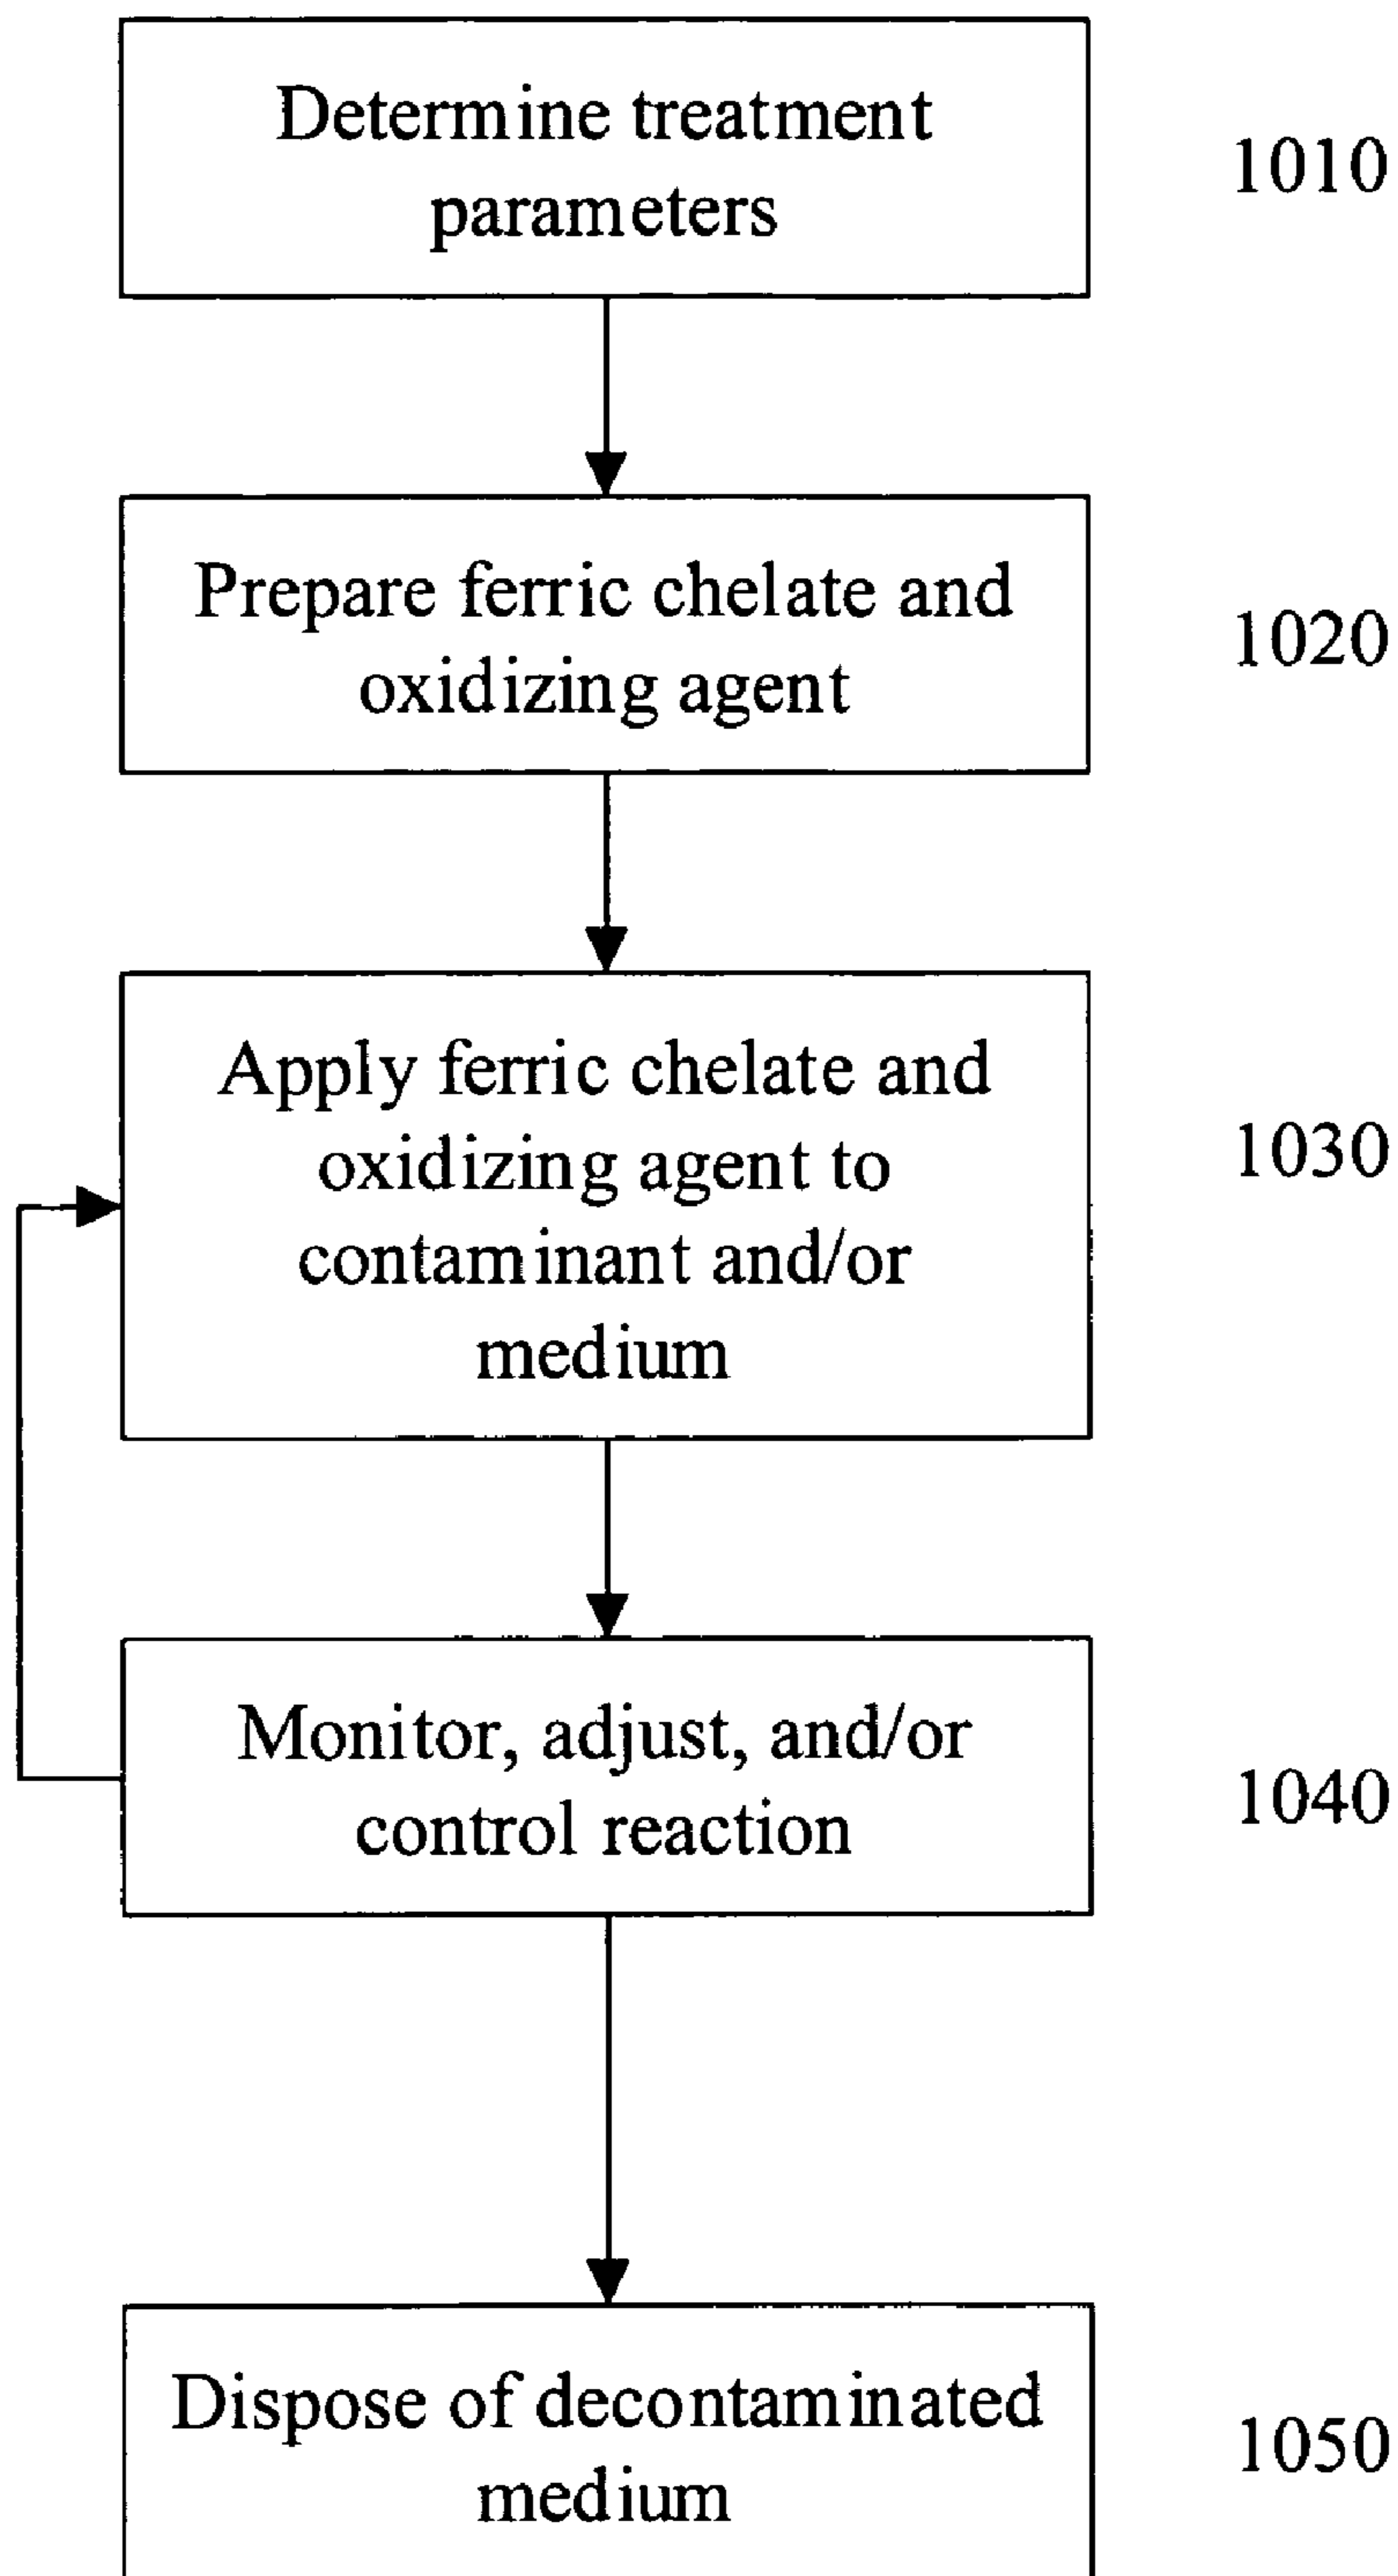 Determine treatment
parameters
1010
Prepare ferric chelate and
oxidizing agent
1020
Apply ferric chelate and
oxidizing agent to
contaminant and/or
medium
1030
Monitor, adjust, and/or
control reaction
1040
Dispose of decontaminated
medium
1050